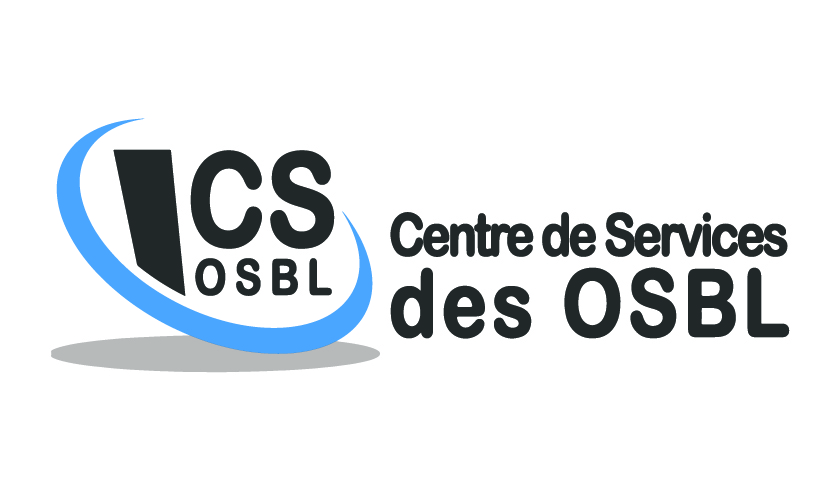 CS
OSBL
Centre de Services
des OSBL